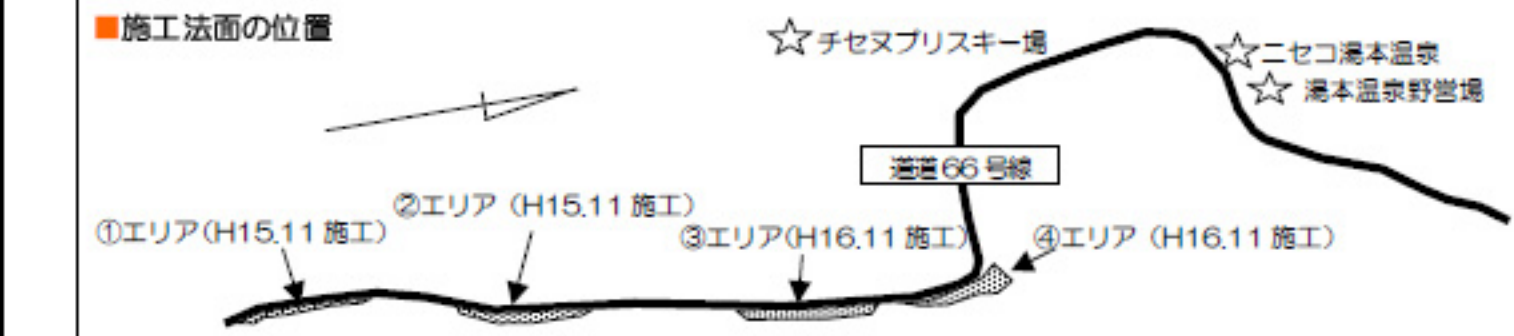 ■施工法面の位置
☆チセヌプリスキー場
☆ニセコ湯本温泉
☆ 湯本温泉野営場
道道66号線
①エリア(H15.11 施工)
②エリア（H15.11 施工）
③エリア(H16.11 施工)
④エリア（H16.11 施工）